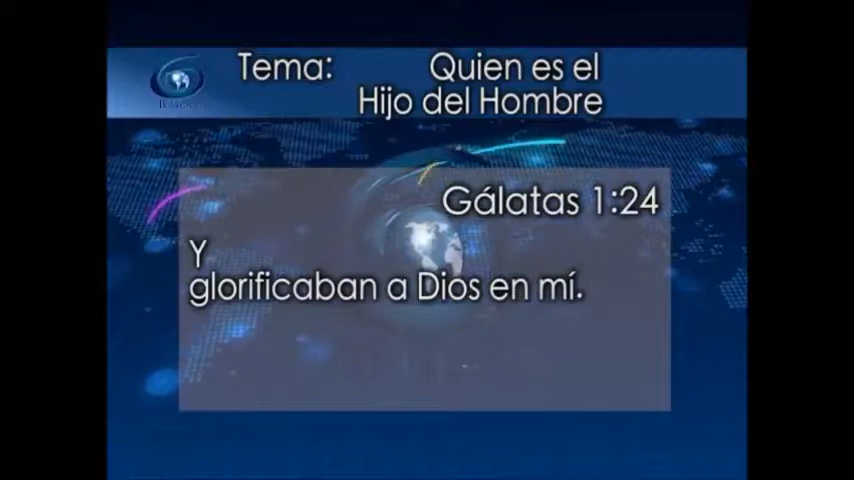 Tema: Quien es el
Hijo del Hombre
Gálatas 1:24
Y
glorificaban a Dios en mí.